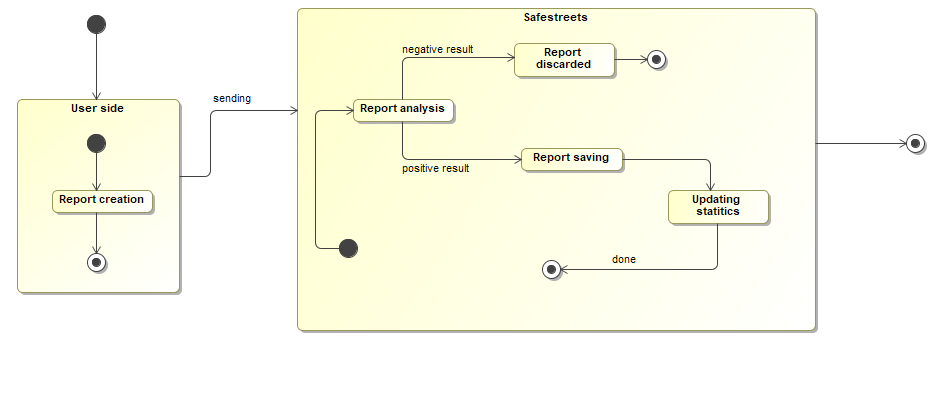 Safestreets
User side
Report creation
sending
Report analysis
negative result
Report
discarded
positive result
Report saving
Updating
statitics
done